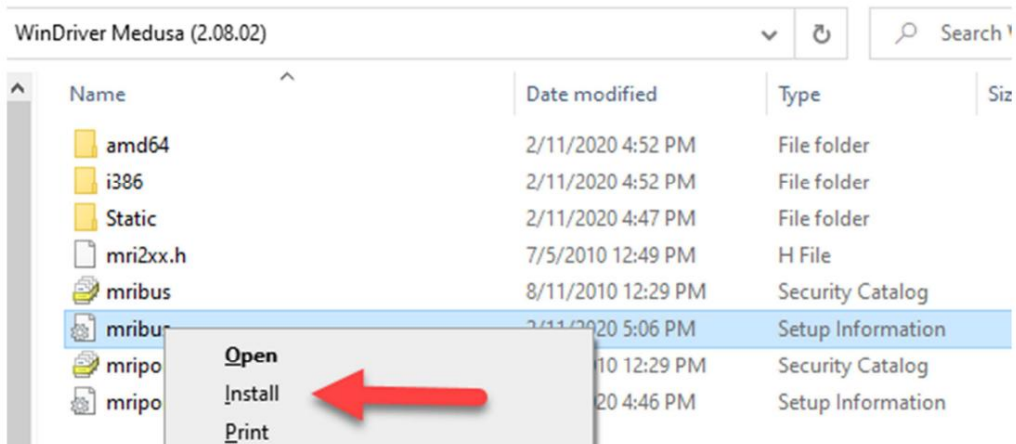 WinDriver Medusa (2.08.02) Search
Name Date modified Type Siz
amd64 2/11/2020 4:52 PM File folder
i386 2/11/2020 4:52 PM File folder
Static 2/11/2020 4:47 PM File folder
mri2xx.h 7/5/2010 12:49 PM H File
mribus 8/11/2010 12:29 PM Security Catalog
mribus 2/11/2020 5:06 PM Setup Information
Open
mripo 10 12:29 PM Security Catalog
Install
mripo 20 4:46 PM Setup Information
Print